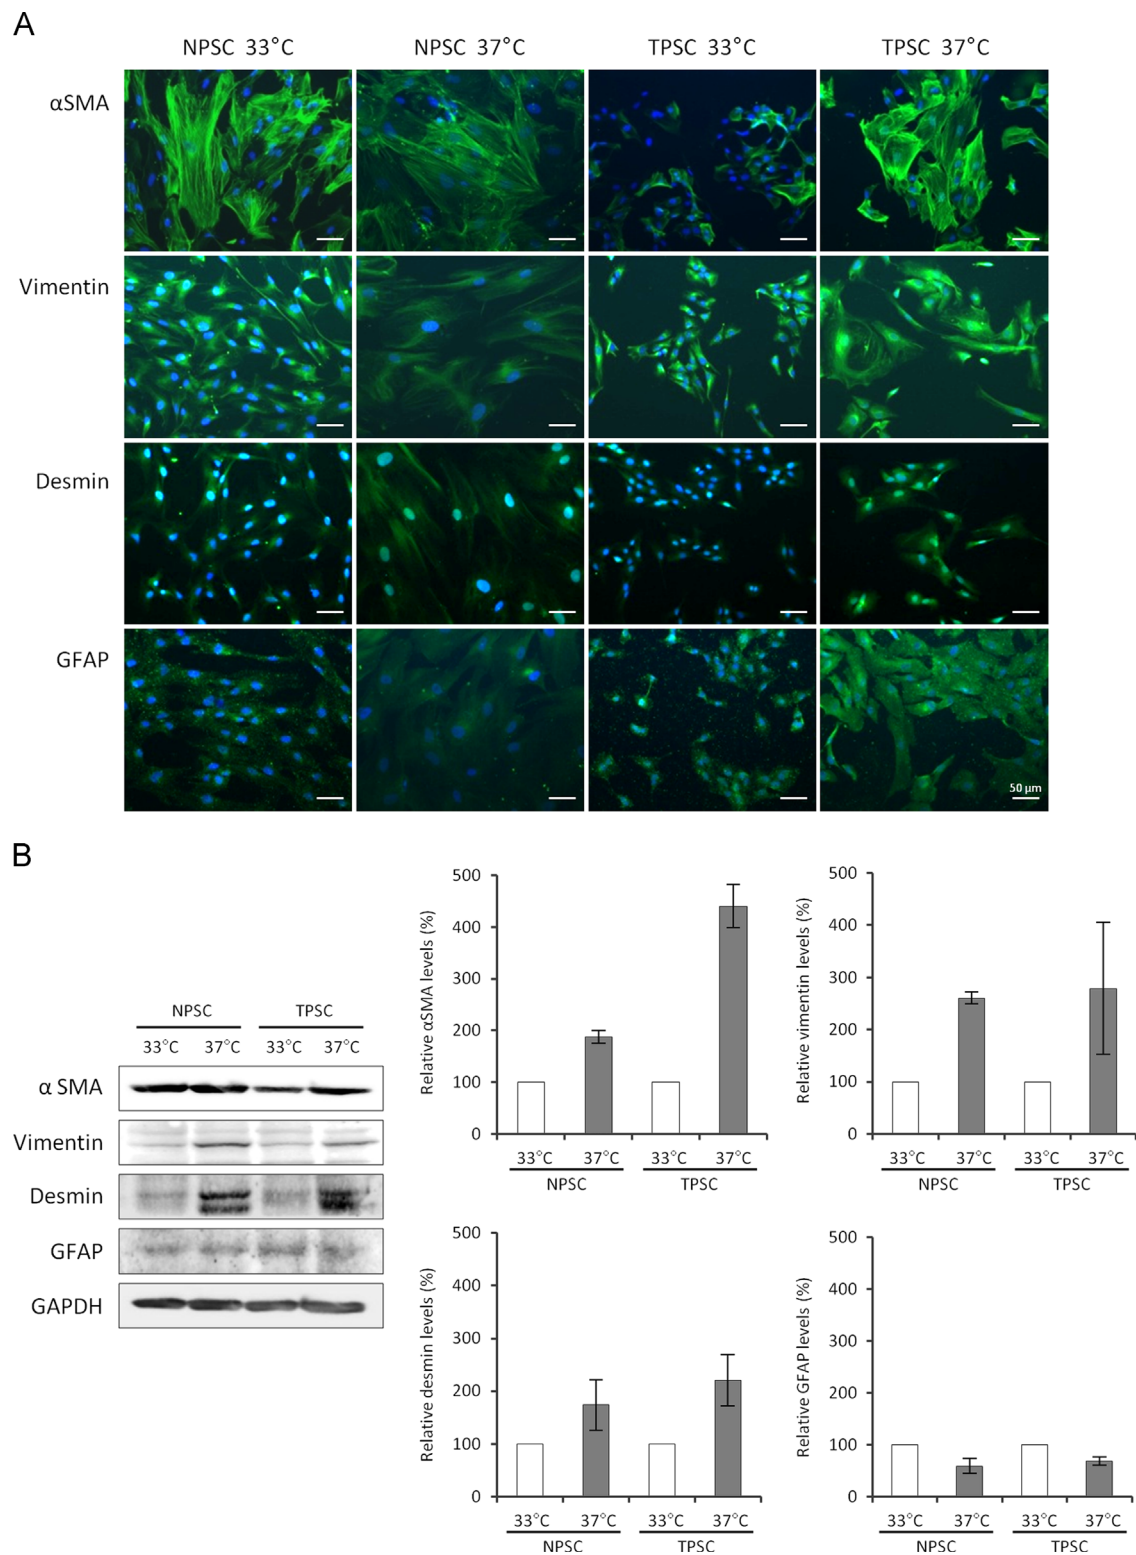 A
NPSC 33°C NPSC 37°C TPSC 33°C TPSC 37°C
αSMA
Vimentin
Desmin
GFAP
50 µm
B
NPSC TPSC
33°C 37°C 33°C 37°C
α SMA
Vimentin
Desmin
GFAP
GAPDH
Relative αSMA levels (%)
500
400
300
200
100
0
33°C 37°C 33°C 37°C
NPSC TPSC
Relative vimentin levels (%)
500
400
300
200
100
0
33°C 37°C 33°C 37°C
NPSC TPSC
Relative desmin levels (%)
500
400
300
200
100
0
33°C 37°C 33°C 37°C
NPSC TPSC
Relative GFAP levels (%)
500
400
300
200
100
0
33°C 37°C 33°C 37°C
NPSC TPSC